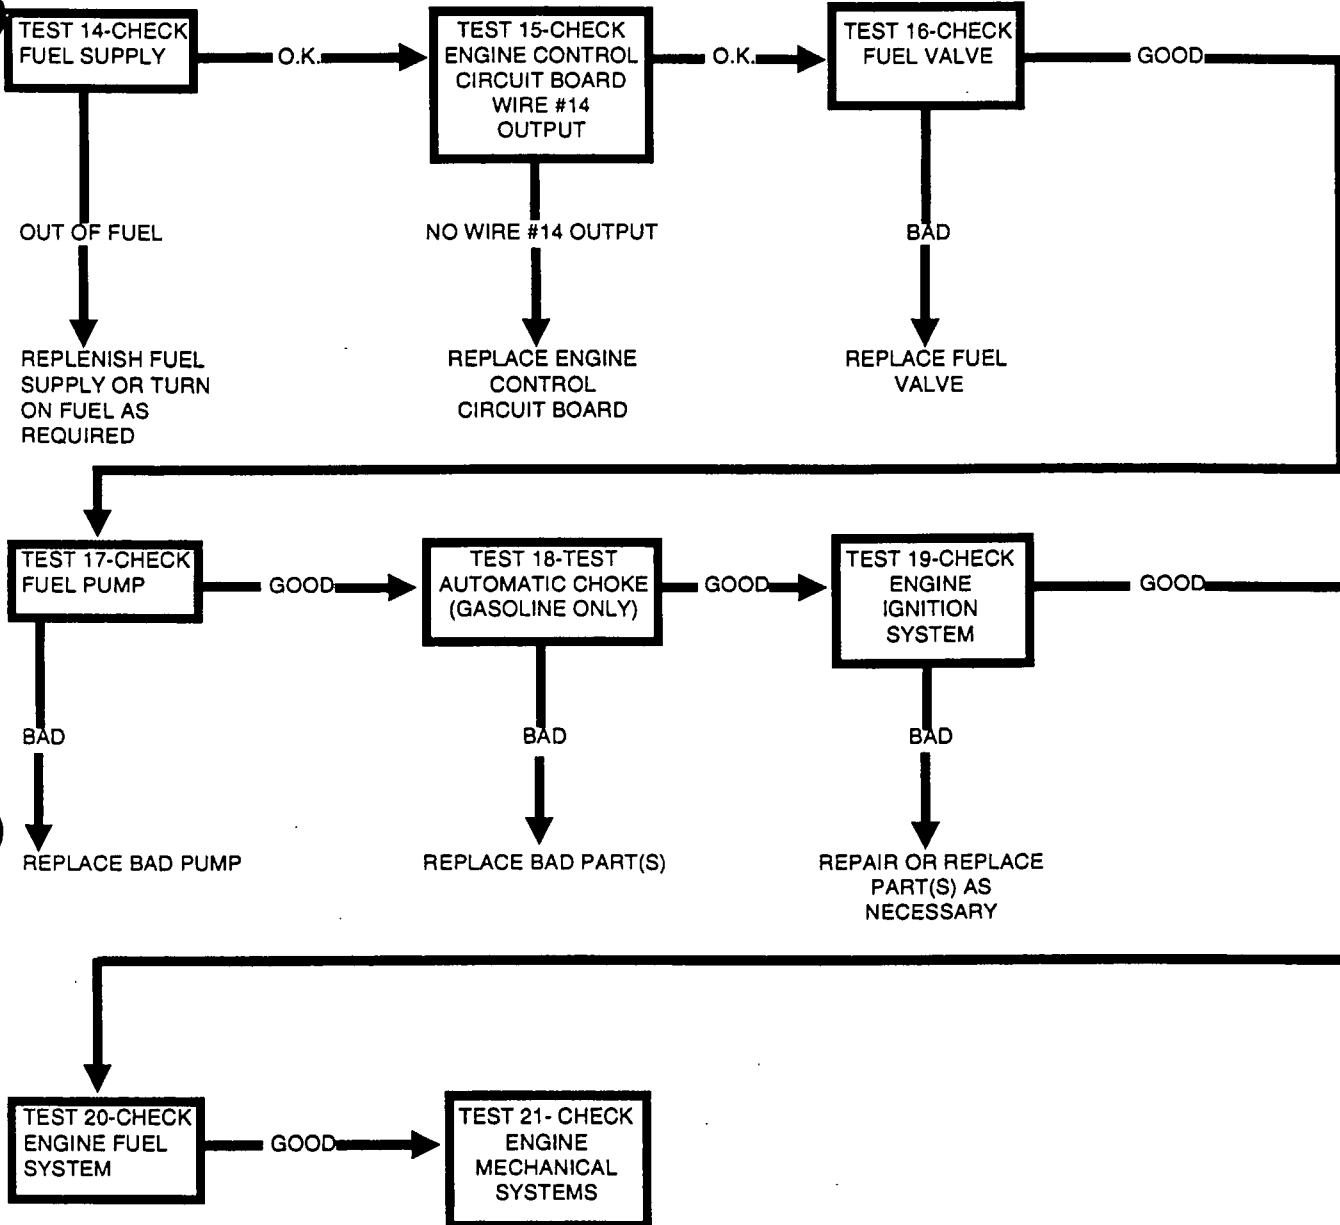 TEST 14-CHECK
FUEL SUPPLY
O.K.
TEST 15-CHECK
ENGINE CONTROL
CIRCUIT BOARD
WIRE #14
OUTPUT
O.K.
TEST 16-CHECK
FUEL VALVE
GOOD
OUT OF FUEL
NO WIRE #14 OUTPUT
BAD
REPLENISH FUEL
SUPPLY OR TURN
ON FUEL AS
REQUIRED
REPLACE ENGINE
CONTROL
CIRCUIT BOARD
REPLACE FUEL
VALVE
TEST 17-CHECK
FUEL PUMP
GOOD
TEST 18-TEST
AUTOMATIC CHOKE
(GASOLINE ONLY)
GOOD
TEST 19-CHECK
ENGINE
IGNITION
SYSTEM
GOOD
BAD
BAD
BAD
REPLACE BAD PUMP
REPLACE BAD PART(S)
REPAIR OR REPLACE
PART(S) AS
NECESSARY
TEST 20-CHECK
ENGINE FUEL
SYSTEM
GOOD
TEST 21- CHECK
ENGINE
MECHANICAL
SYSTEMS